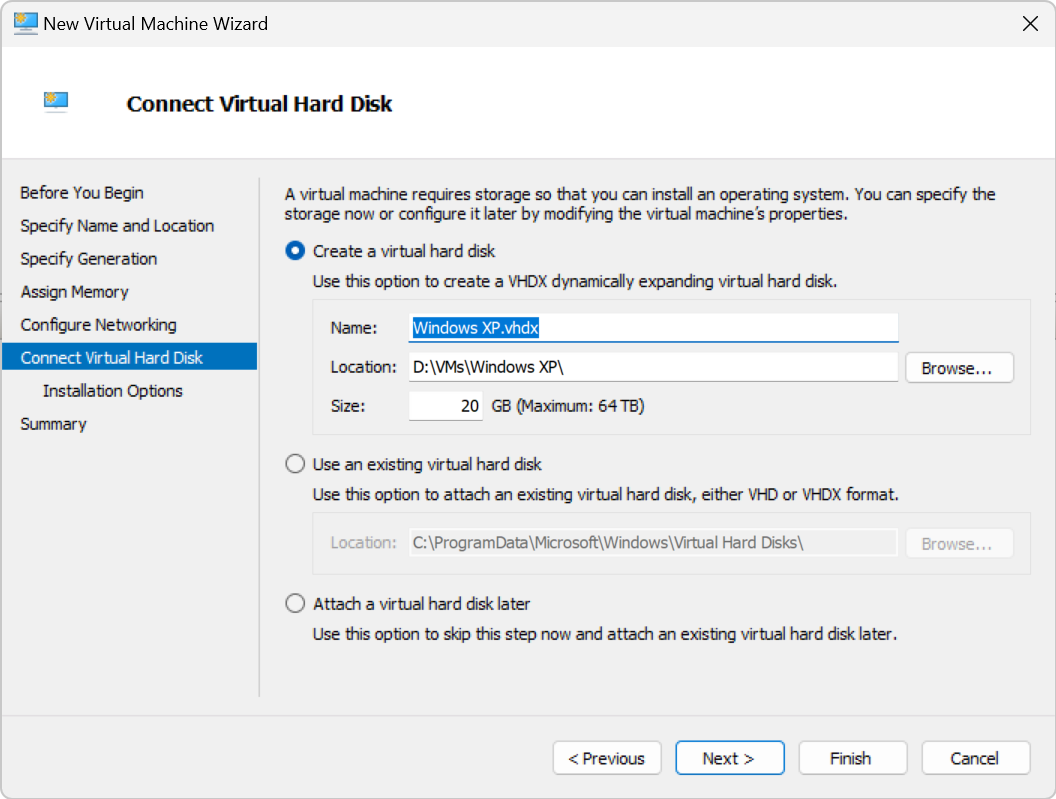 New Virtual Machine Wizard
Connect Virtual Hard Disk
Before You Begin
Specify Name and Location
Specify Generation
Assign Memory
Configure Networking
Connect Virtual Hard Disk
Installation Options
Summary
A virtual machine requires storage so that you can install an operating system. You can specify the
storage now or configure it later by modifying the virtual machine's properties.
Create a virtual hard disk
Use this option to create a VHDX dynamically expanding virtual hard disk.
Name: Windows XP.vhdx
Location: D:\VMs\Windows XP\ Browse...
Size: 20 GB (Maximum: 64 TB)
Use an existing virtual hard disk
Use this option to attach an existing virtual hard disk, either VHD or VHDX format.
Location: C:\ProgramData\Microsoft\Windows\Virtual Hard Disks\ Browse...
Attach a virtual hard disk later
Use this option to skip this step now and attach an existing virtual hard disk later.
< Previous Next > Finish Cancel